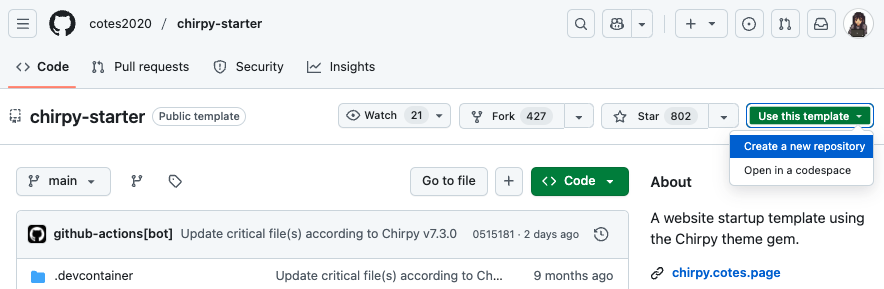 cotes2020 / chirpy-starter
Code Pull requests Security Insights
chirpy-starter Public template Watch 21 Fork 427 Star 802 Use this template
Create a new repository
Open in a codespace
main Go to file + Code
About
github-actions[bot] Update critical file(s) according to Chirpy v7.3.0 0515181 · 2 days ago
A website startup template using
the Chirpy theme gem.
.devcontainer Update critical file(s) according to Ch... 9 months ago
chirpy.cotes.page